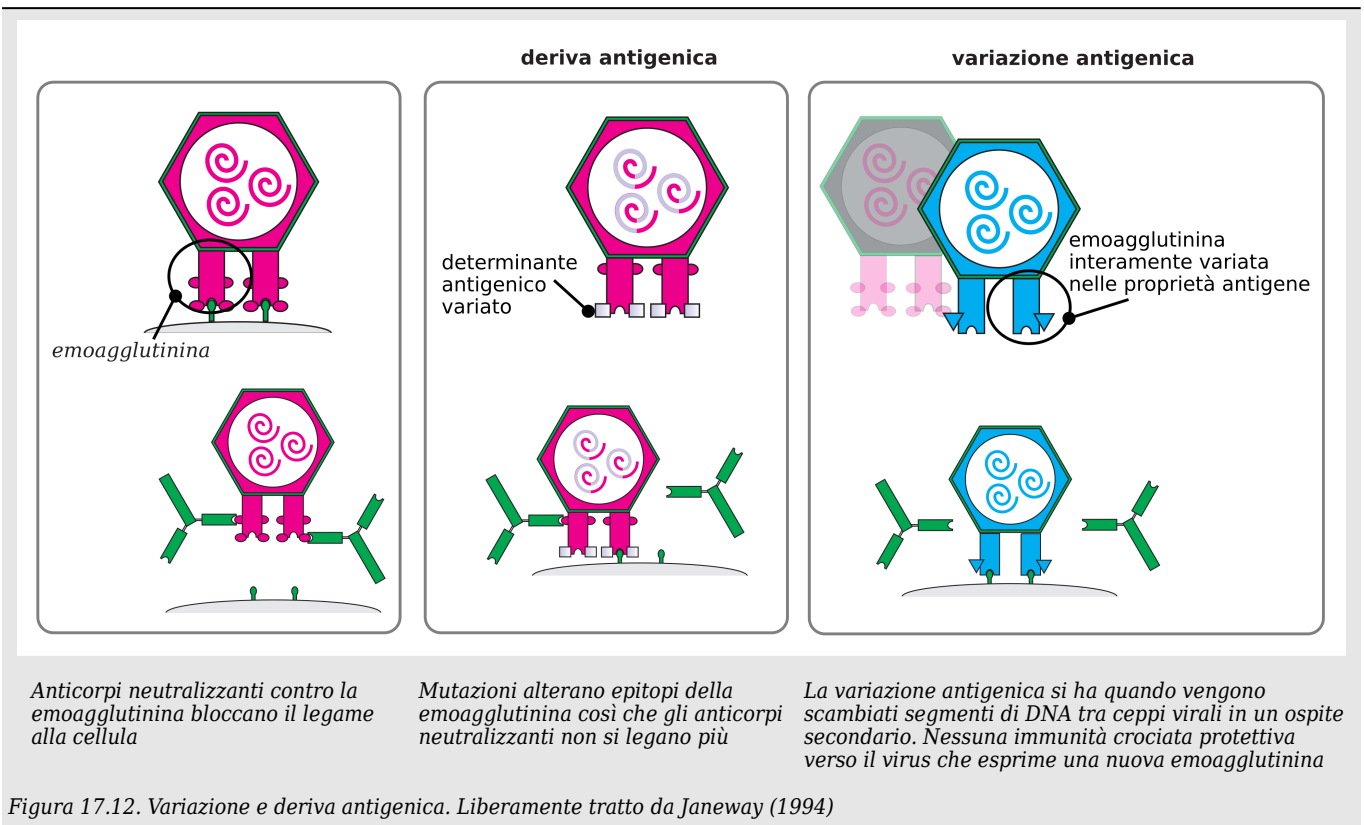 deriva antigenica
variazione antigenica
emoagglutinina
determinante
antigenico
variato
emoagglutinina
interamente variata
nelle proprietà antigene
Anticorpi neutralizzanti contro la
emoagglutinina bloccano il legame
alla cellula
Mutazioni alterano epitopi della
emoagglutinina così che gli anticorpi
neutralizzanti non si legano più
La variazione antigenica si ha quando vengono
scambiati segmenti di DNA tra ceppi virali in un ospite
secondario. Nessuna immunità crociata protettiva
verso il virus che esprime una nuova emoagglutinina
Figura 17.12. Variazione e deriva antigenica. Liberamente tratto da Janeway (1994)